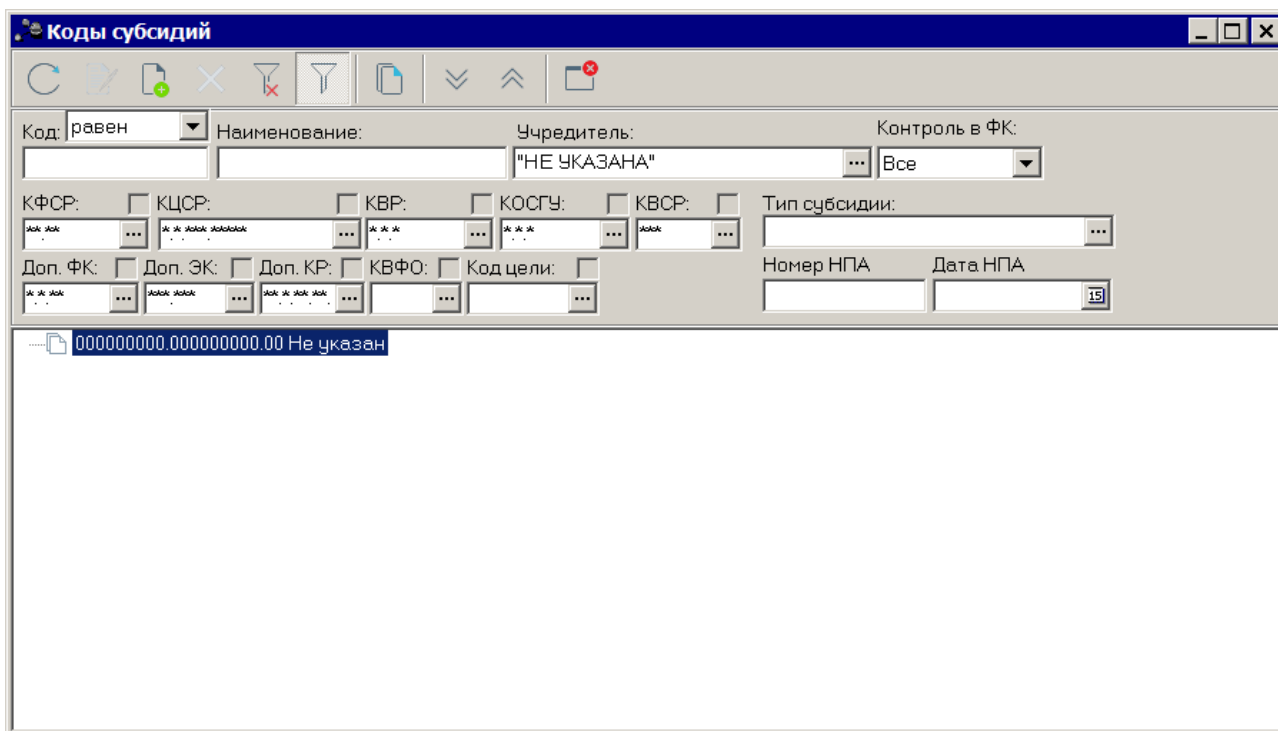 Коды субсидий
Код: равен Наименование: Учредитель: Контроль в ФК:
"НЕ УКАЗАНА" Все
КФСР: КЦСР: КВР: КОСГУ: КВСР: Тип субсидии:
**.** *.*.***.***** *.*.* *.*.* ***
Доп. ФК: Доп. ЭК: Доп. КР: КВФО: Код цели: Номер НПА Дата НПА
*.*.** ***.*** **.*.**.**. 15
000000000.000000000.00 Не указан